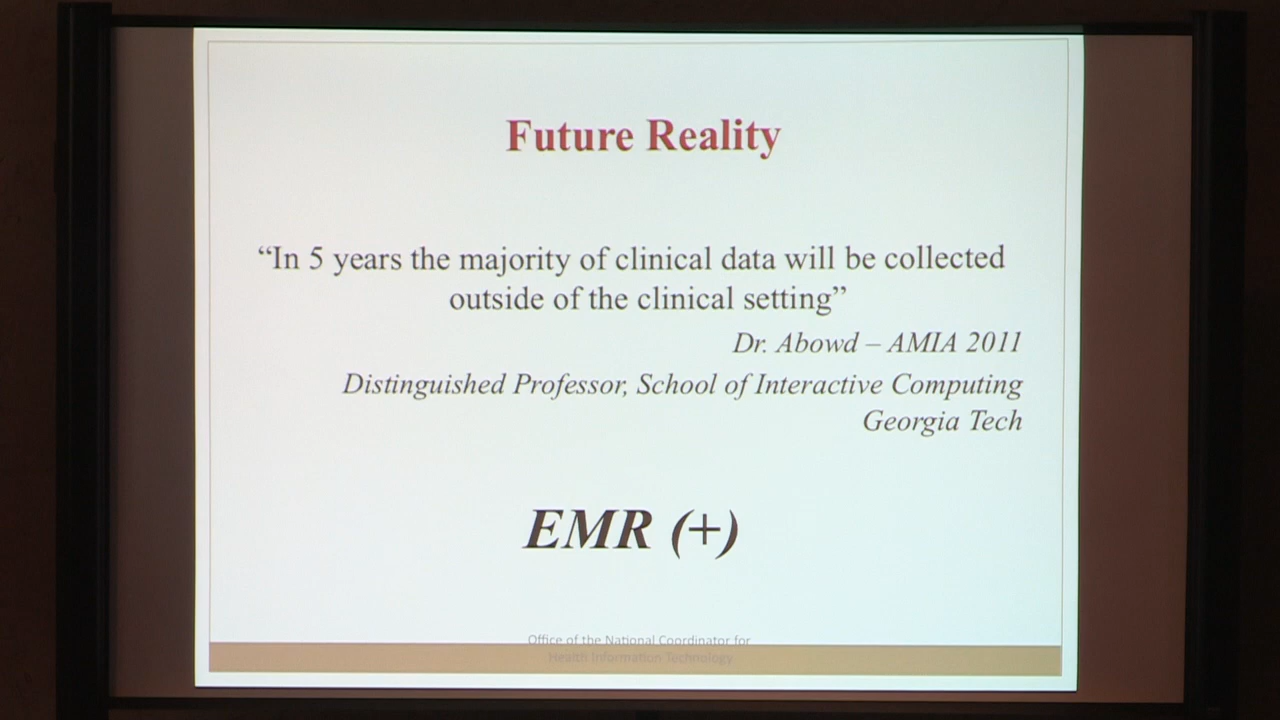 Future Reality
“In 5 years the majority of clinical data will be collected
outside of the clinical setting”
Dr. Abowd – AMIA 2011
Distinguished Professor, School of Interactive Computing
Georgia Tech
EMR (+)
Office of the National Coordinator for
Health Information Technology